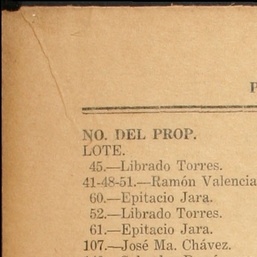 NO. DEL PROP.
LOTE.
45.—Librado Torres.
41-48-51.—Ramón Valencia
60.—Epitacio Jara.
52.—Librado Torres.
61.—Epitacio Jara.
107.—José Ma. Chávez.